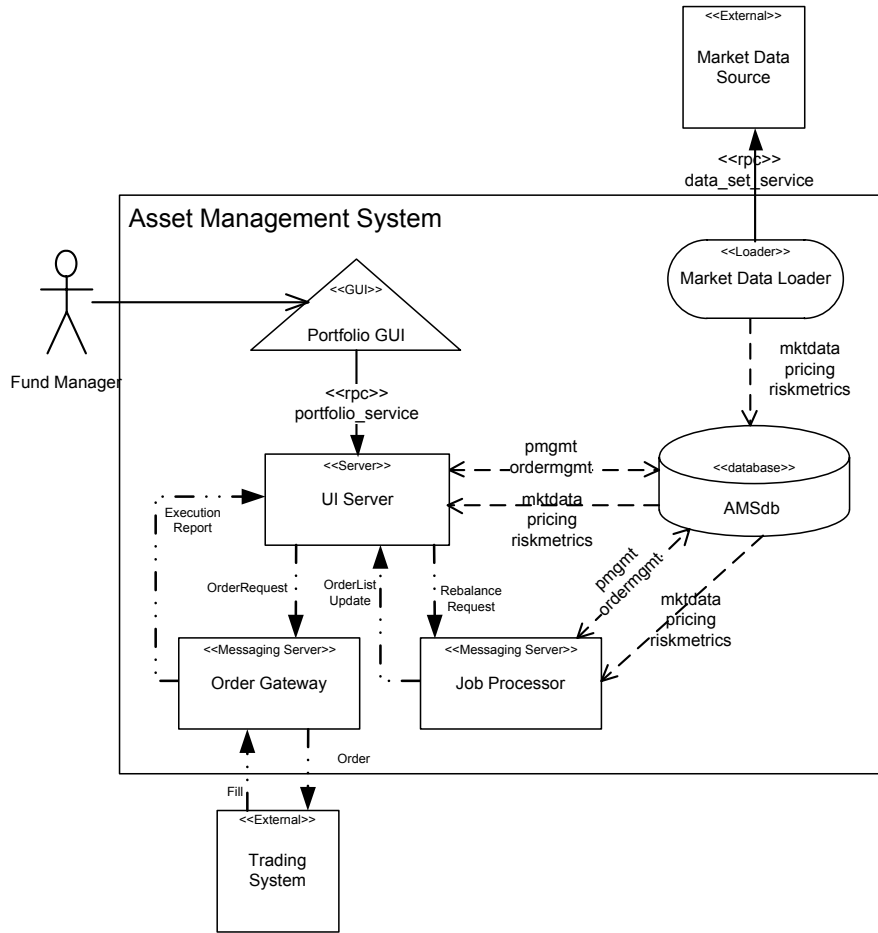 <<External>>
Market Data
Source
<<rpc>>
data_set_service
Asset Management System
<<Loader>>
Market Data Loader
<<GUI>>
Portfolio GUI
Fund Manager
mktdata
pricing
riskmetrics
<<rpc>>
portfolio_service
<<Server>>
UI Server
pmgmt
ordermgmt
<<database>>
AMSdb
mktdata
pricing
riskmetrics
Execution
Report
OrderRequest
OrderList
Update
Rebalance
Request
pmgmt
ordermgmt
mktdata
pricing
riskmetrics
<<Messaging Server>>
Order Gateway
<<Messaging Server>>
Job Processor
Order
Fill
<<External>>
Trading
System